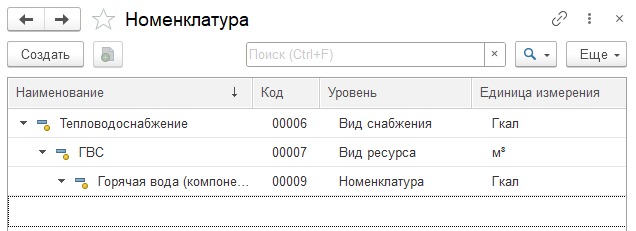 Номенклатура
Создать Поиск (Ctrl+F) × Еще
Наименование ↓ Код Уровень Единица измерения
Тепловодоснабжение 00006 Вид снабжения Гкал
ГВС 00007 Вид ресурса м³
Горячая вода (компоне... 00009 Номенклатура Гкал